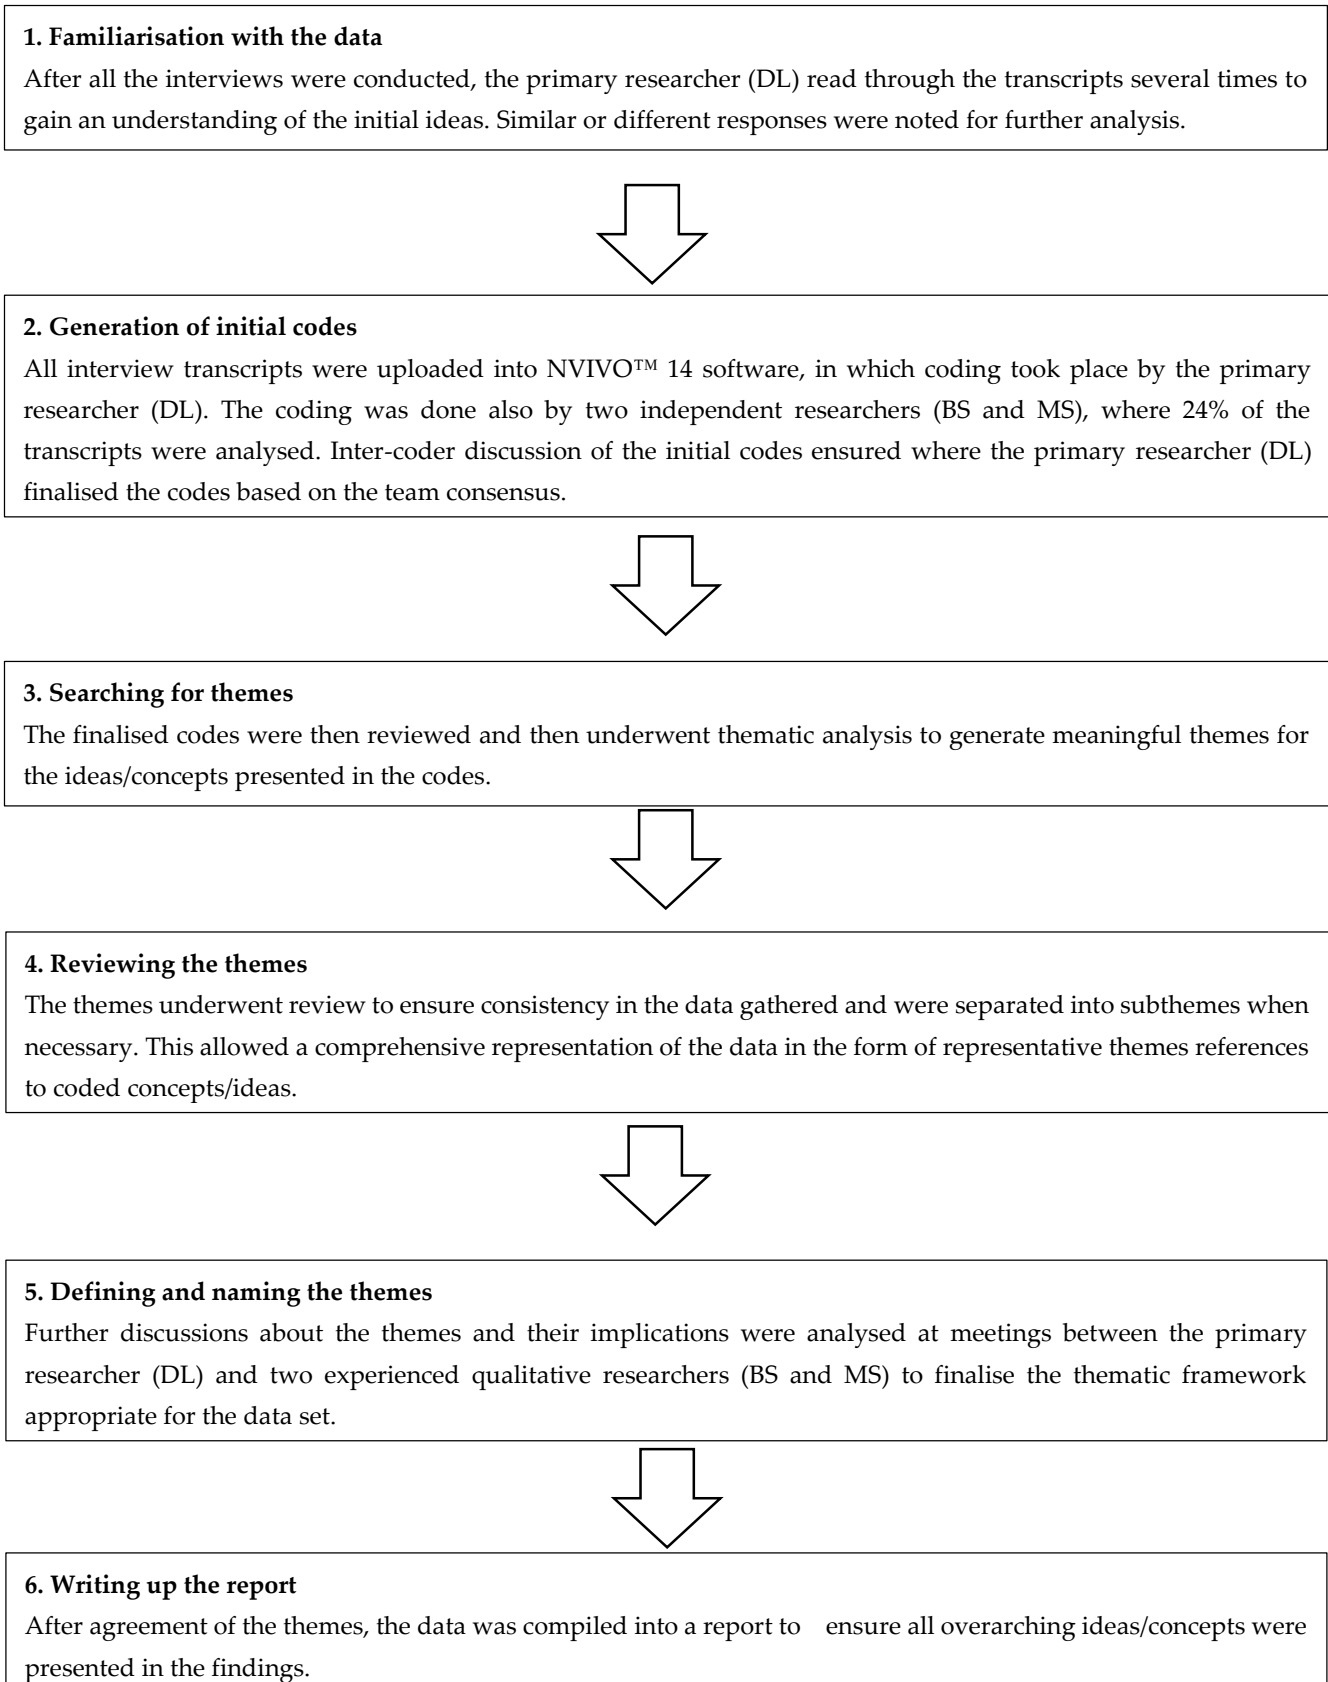 1. Familiarisation with the data
After all the interviews were conducted, the primary researcher (DL) read through the transcripts several times to
gain an understanding of the initial ideas. Similar or different responses were noted for further analysis.
2. Generation of initial codes
All interview transcripts were uploaded into NVIVO™ 14 software, in which coding took place by the primary
researcher (DL). The coding was done also by two independent researchers (BS and MS), where 24% of the
transcripts were analysed. Inter-coder discussion of the initial codes ensured where the primary researcher (DL)
finalised the codes based on the team consensus.
3. Searching for themes
The finalised codes were then reviewed and then underwent thematic analysis to generate meaningful themes for
the ideas/concepts presented in the codes.
4. Reviewing the themes
The themes underwent review to ensure consistency in the data gathered and were separated into subthemes when
necessary. This allowed a comprehensive representation of the data in the form of representative themes references
to coded concepts/ideas.
5. Defining and naming the themes
Further discussions about the themes and their implications were analysed at meetings between the primary
researcher (DL) and two experienced qualitative researchers (BS and MS) to finalise the thematic framework
appropriate for the data set.
6. Writing up the report
After agreement of the themes, the data was compiled into a report to ensure all overarching ideas/concepts were
presented in the findings.